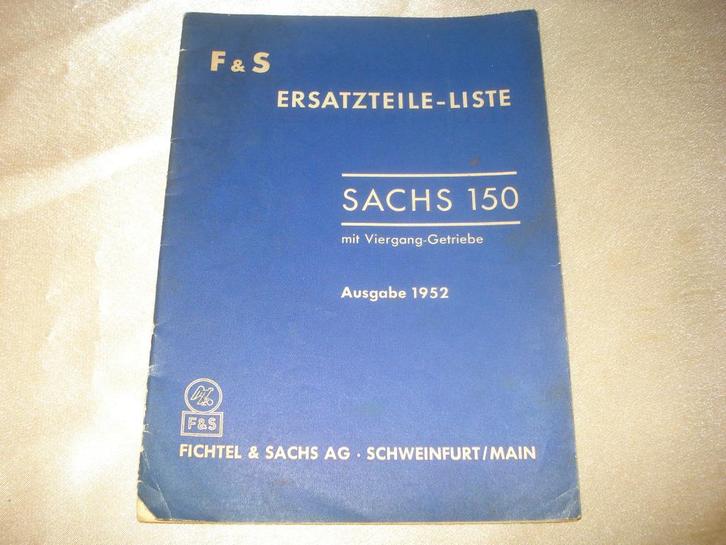 F & S
ERSATZTEILE-LISTE
SACHS 150
mit Viergang-Getriebe
Ausgabe 1952
F&S
FICHTEL & SACHS AG · SCHWEINFURT/MAIN